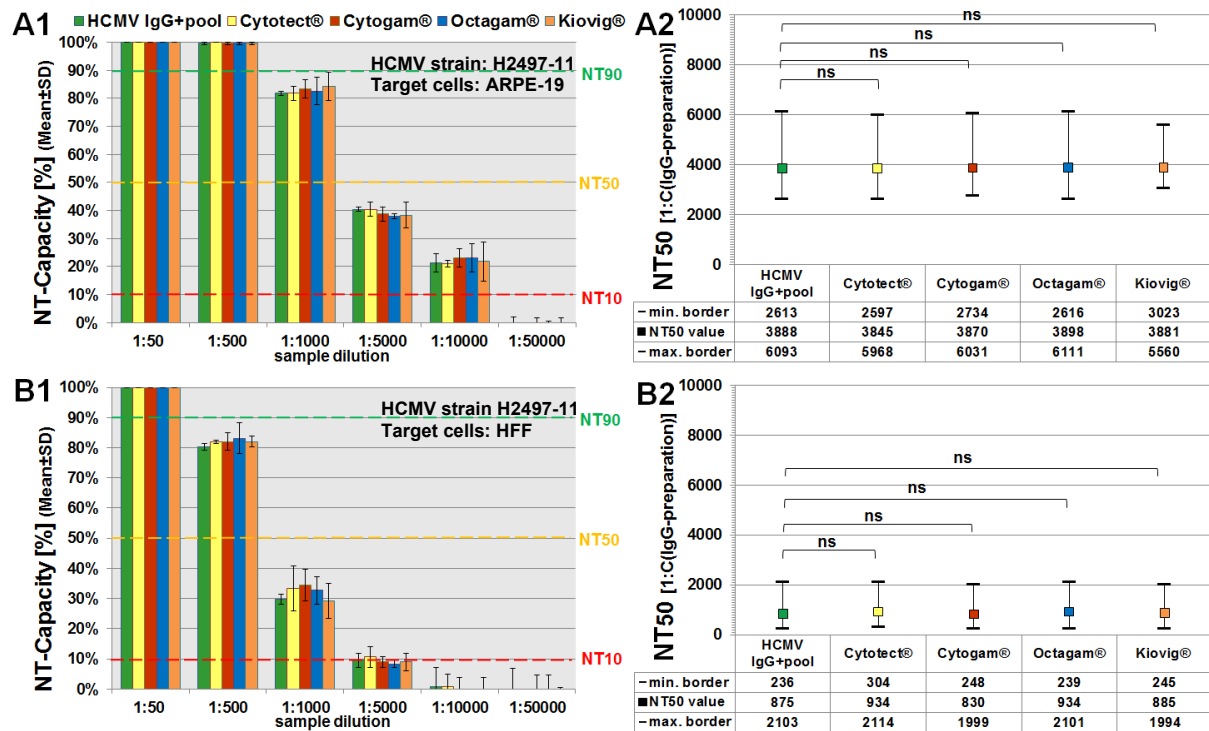 HCMV IgG+pool Cytotect® Cytogam® Octagam® Kiovig®
A1
NT-Capacity [%] (Mean±SD)
100%
90%
80%
70%
60%
50%
40%
30%
20%
10%
0%
HCMV strain: H2497-11
Target cells: ARPE-19
NT90
NT50
NT10
1:50 1:500 1:1000 1:5000 1:10000 1:50000
sample dilution
A2
NT50 [1:C(IgG-preparation)]
10000
8000
6000
4000
2000
0
ns
ns
ns
ns
HCMV IgG+pool Cytotect® Cytogam® Octagam® Kiovig®
min. border 2613 2597 2734 2616 3023
NT50 value 3888 3845 3870 3898 3881
max. border 6093 5968 6031 6111 5560
B1
NT-Capacity [%] (Mean±SD)
100%
90%
80%
70%
60%
50%
40%
30%
20%
10%
0%
HCMV strain H2497-11
Target cells: HFF
NT90
NT50
NT10
1:50 1:500 1:1000 1:5000 1:10000 1:50000
sample dilution
B2
NT50 [1:C(IgG-preparation)]
10000
8000
6000
4000
2000
0
ns
ns
ns
ns
HCMV IgG+pool Cytotect® Cytogam® Octagam® Kiovig®
min. border 236 304 248 239 245
NT50 value 875 934 830 934 885
max. border 2103 2114 1999 2101 1994